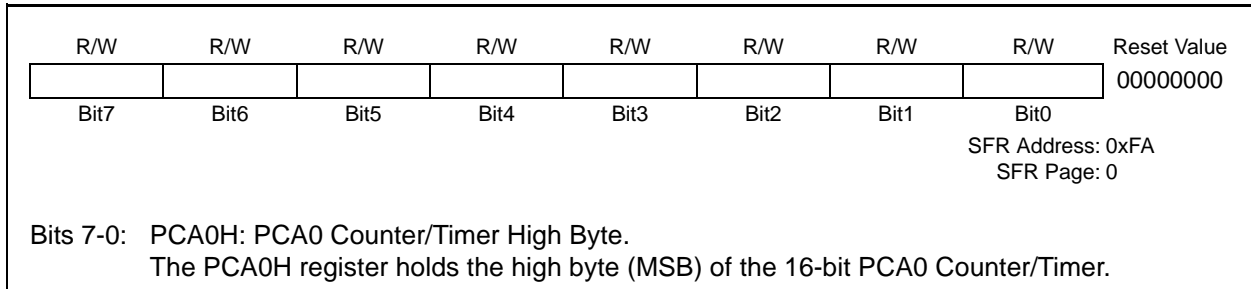 R/W R/W R/W R/W R/W R/W R/W R/W Reset Value
00000000
Bit7 Bit6 Bit5 Bit4 Bit3 Bit2 Bit1 Bit0
SFR Address: 0xFA
SFR Page: 0
Bits 7-0: PCA0H: PCA0 Counter/Timer High Byte.
The PCA0H register holds the high byte (MSB) of the 16-bit PCA0 Counter/Timer.